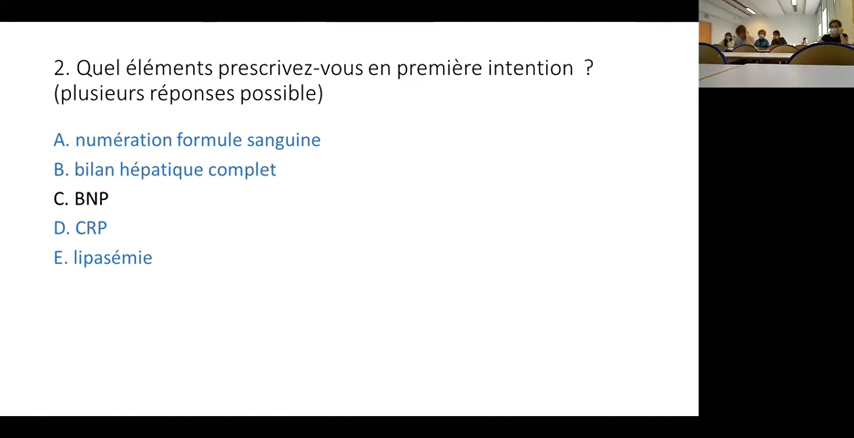 2. Quel éléments prescrivez-vous en première intention  ?
(plusieurs réponses possible)
A. numération formule sanguine
B. bilan hépatique complet
C. BNP
D. CRP
E. lipasémie